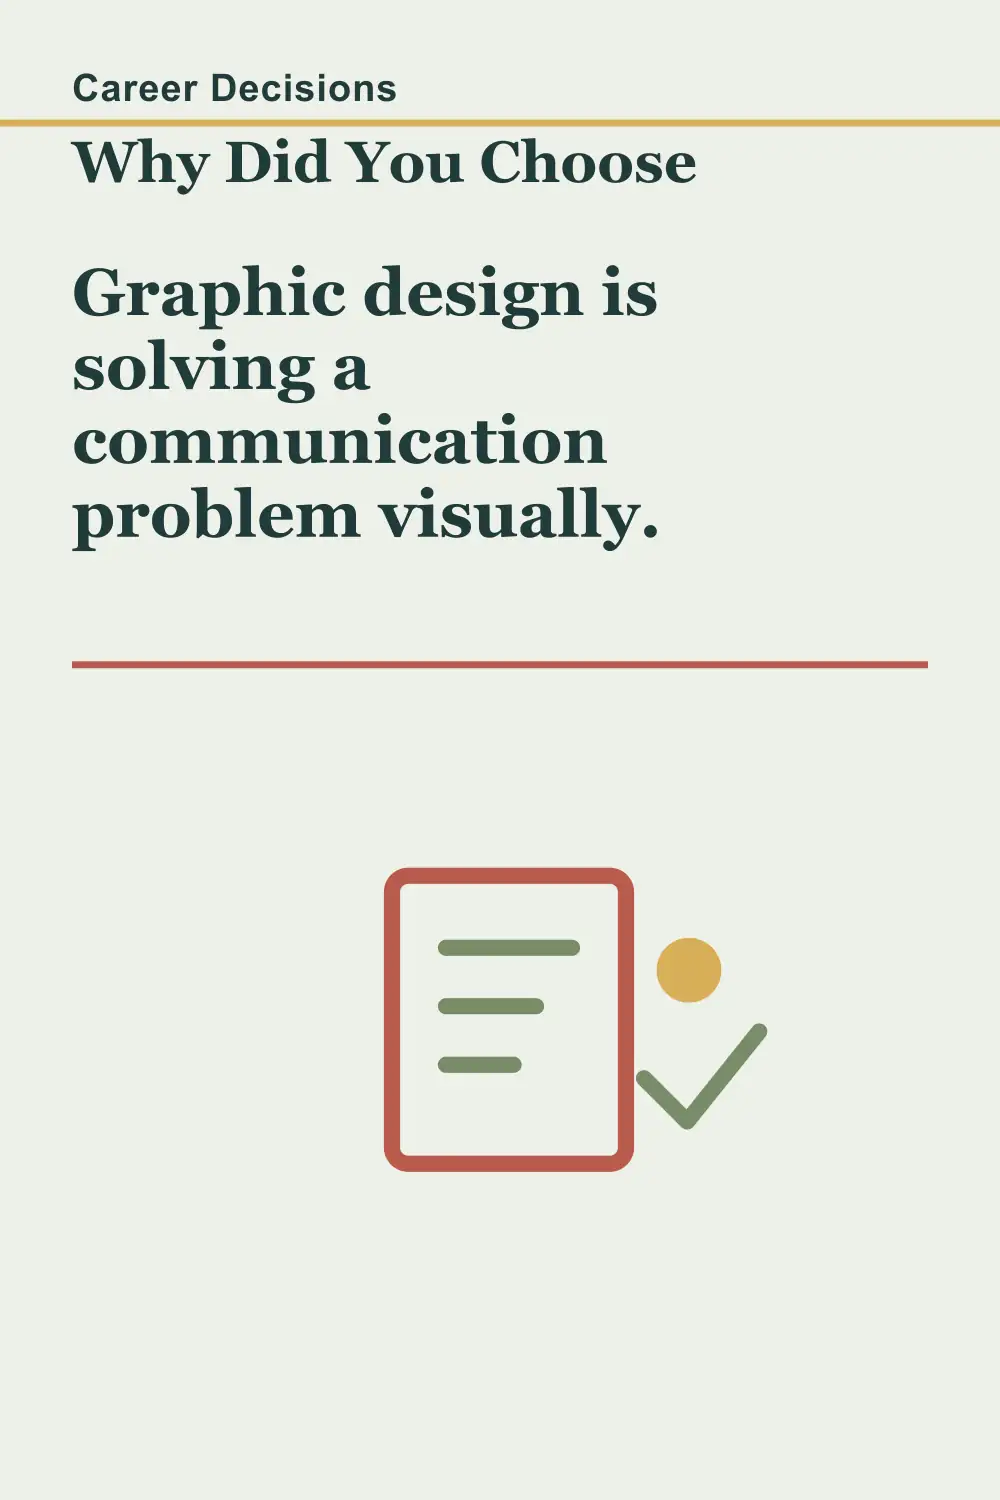 Career Decisions
Why Did You Choose
Graphic design is
solving a
communication
problem visually.